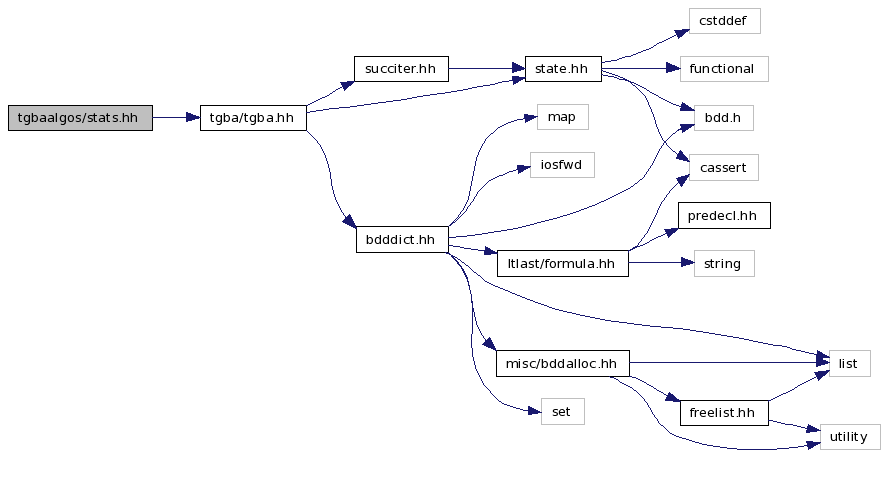 cstddef
succiter.hh
state.hh
functional
tgbaalgos/stats.hh
tgba/tgba.hh
map
bdd.h
iosfwd
cassert
predecl.hh
bdddict.hh
ltlast/formula.hh
string
misc/bddalloc.hh
list
set
freelist.hh
utility